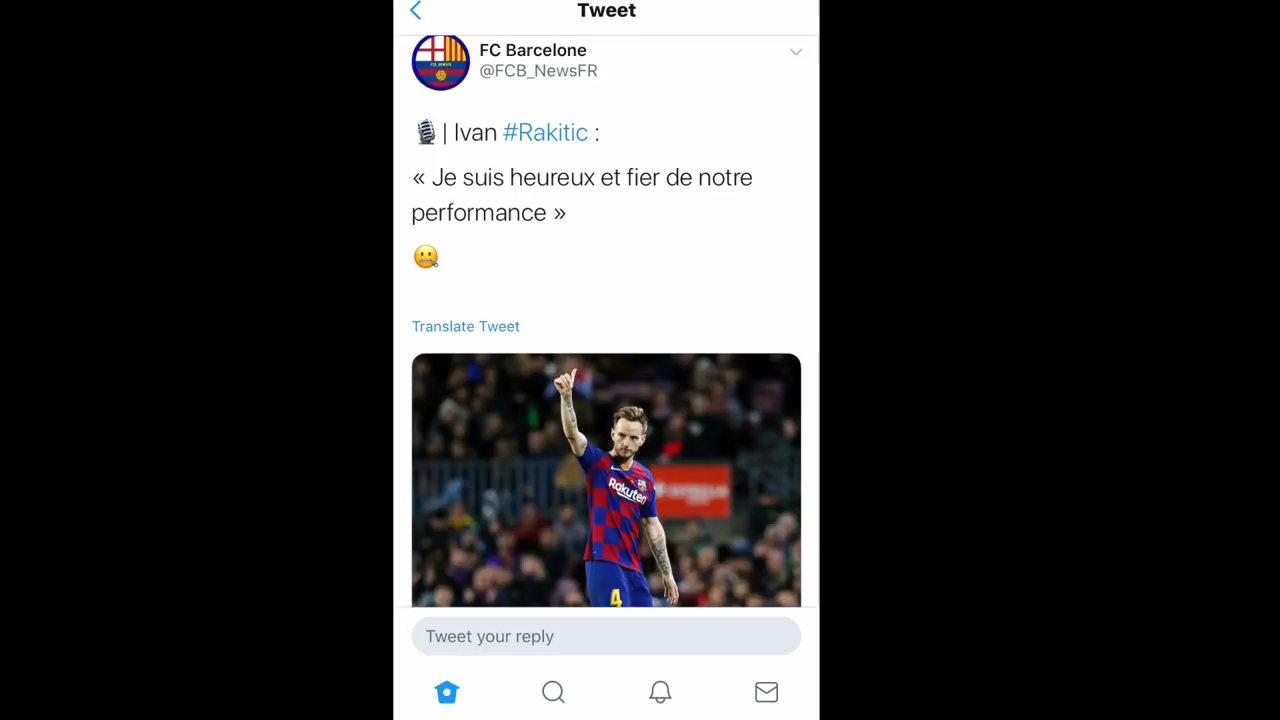 Tweet
FC Barcelone
@FCB_NewsFR
🎙️| Ivan #Rakitic :
« Je suis heureux et fier de notre
performance »
🤐
Translate Tweet
Rakuten
4
Tweet your reply